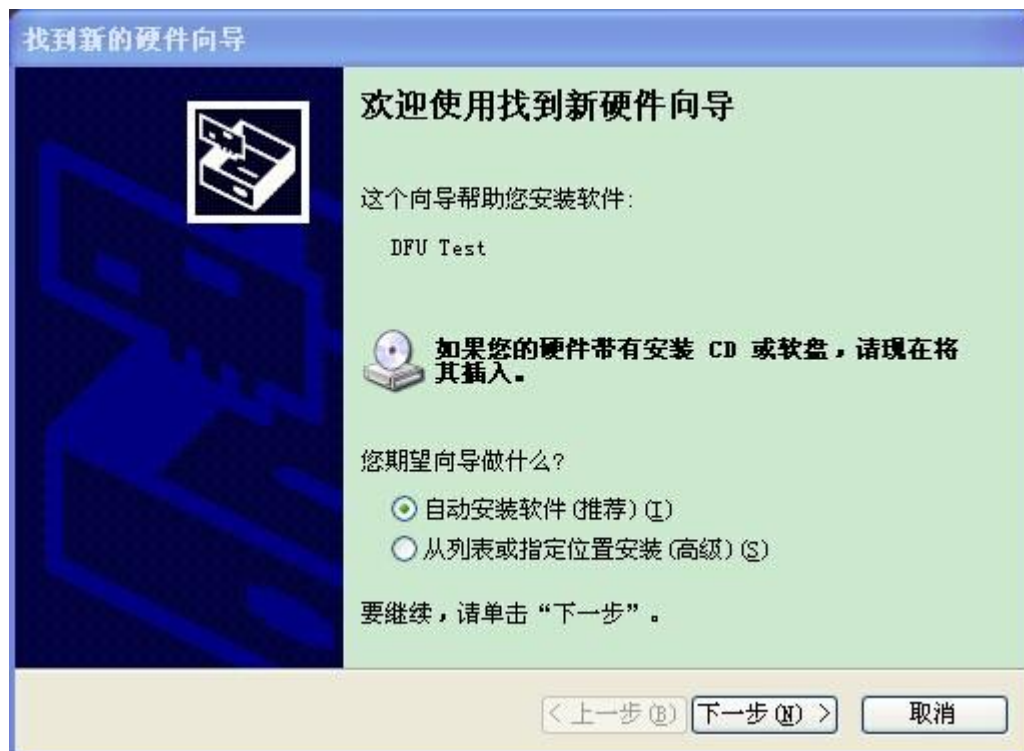 找到新的硬件向导
欢迎使用找到新硬件向导
这个向导帮助您安装软件:
DFU Test
如果您的硬件带有安装 CD 或软盘，请现在将
其插入。
您期望向导做什么?
自动安装软件(推荐)(I)
从列表或指定位置安装(高级)(S)
要继续，请单击“下一步”。
< 上一步(B) 下一步(N) > 取消